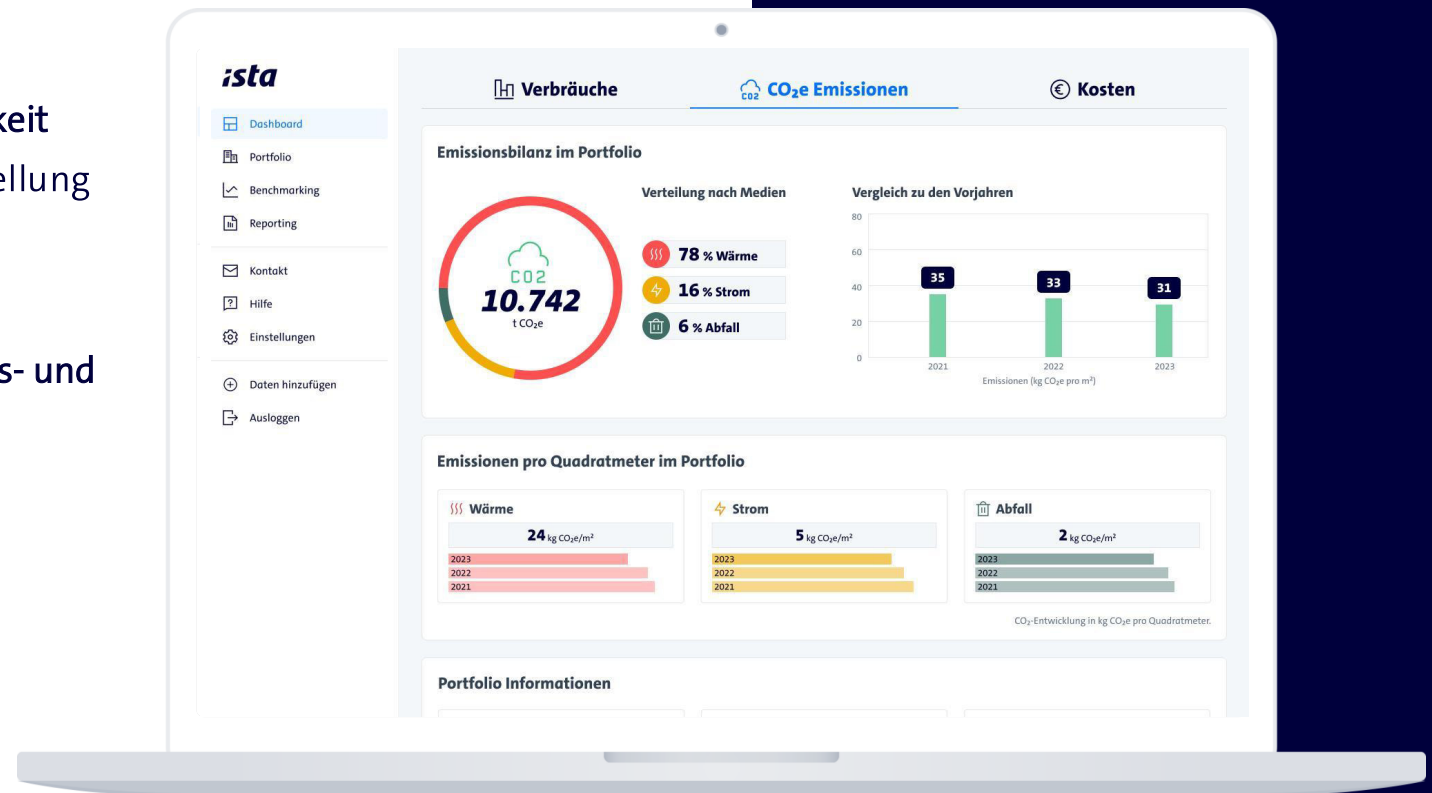 keit
ellung
s- und
ista
Dashboard
Portfolio
Benchmarking
Reporting
Kontakt
Hilfe
Einstellungen
Daten hinzufügen
Ausloggen
Verbräuche
CO2
CO₂e Emissionen
Kosten
Emissionsbilanz im Portfolio
CO2
10.742
t CO₂e
Verteilung nach Medien
78 % Wärme
16 % Strom
6 % Abfall
Vergleich zu den Vorjahren
80
60
40
20
0
35
33
31
2021
2022
2023
Emissionen (kg CO₂e pro m²)
Emissionen pro Quadratmeter im Portfolio
Wärme
24 kg CO₂e/m²
2023
2022
2021
Strom
5 kg CO₂e/m²
2023
2022
2021
Abfall
2 kg CO₂e/m²
2023
2022
2021
CO₂-Entwicklung in kg CO₂e pro Quadratmeter.
Portfolio Informationen